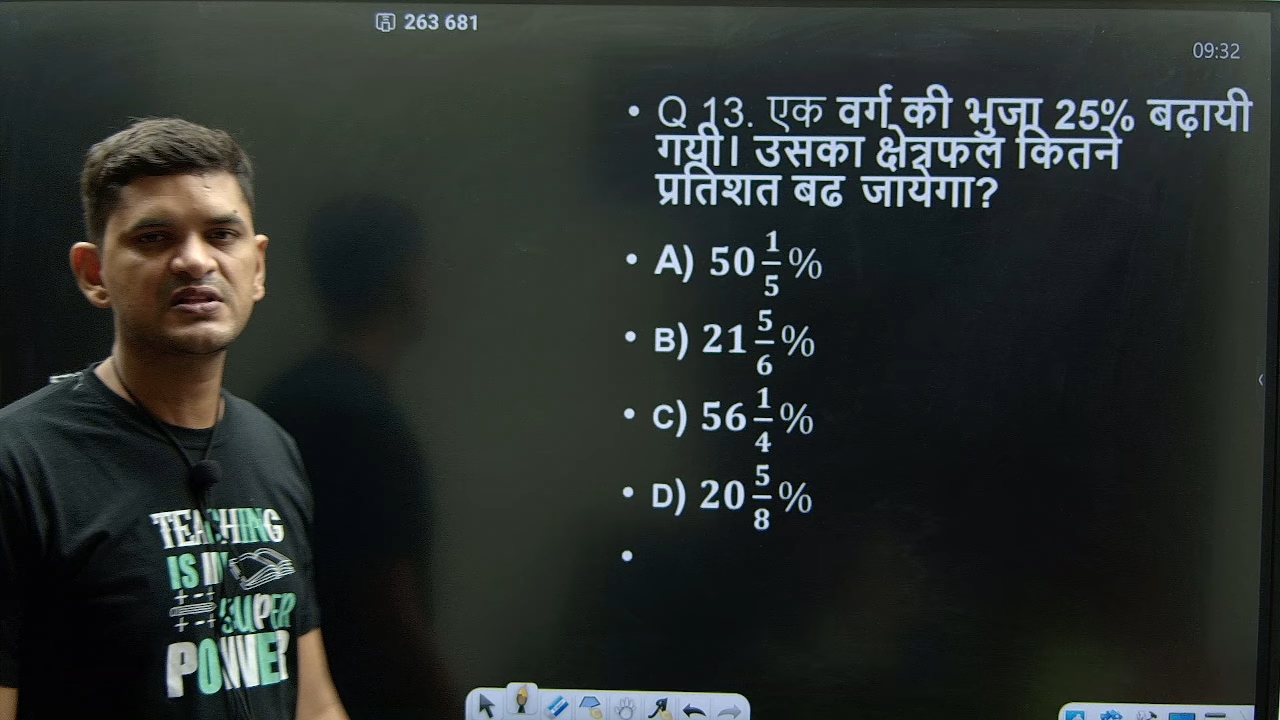 263 681
09:32
• Q 13. एक वर्ग की भुजा 25% बढ़ायी
गयी। उसका क्षेत्रफल कितने
प्रतिशत बढ जायेगा?
• A) 50 1/5 %
• B) 21 5/6 %
• C) 56 1/4 %
• D) 20 5/8 %
•
TEACHING
IS
SUPER
POWER